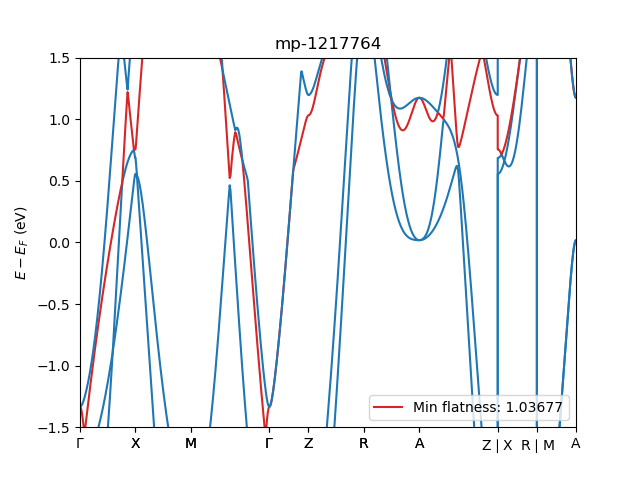 mp-1217764
E − E_F (eV)
1.5
1.0
0.5
0.0
−0.5
−1.0
−1.5
Min flatness: 1.03677
Γ X M Γ Z R A Z | X R | M A